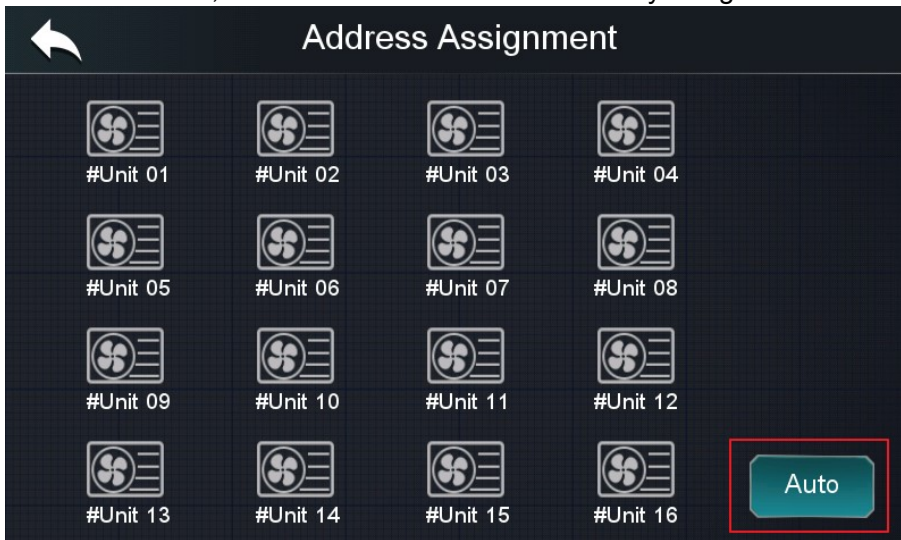 Address Assignment
#Unit 01 #Unit 02 #Unit 03 #Unit 04
#Unit 05 #Unit 06 #Unit 07 #Unit 08
#Unit 09 #Unit 10 #Unit 11 #Unit 12
Auto
#Unit 13 #Unit 14 #Unit 15 #Unit 16